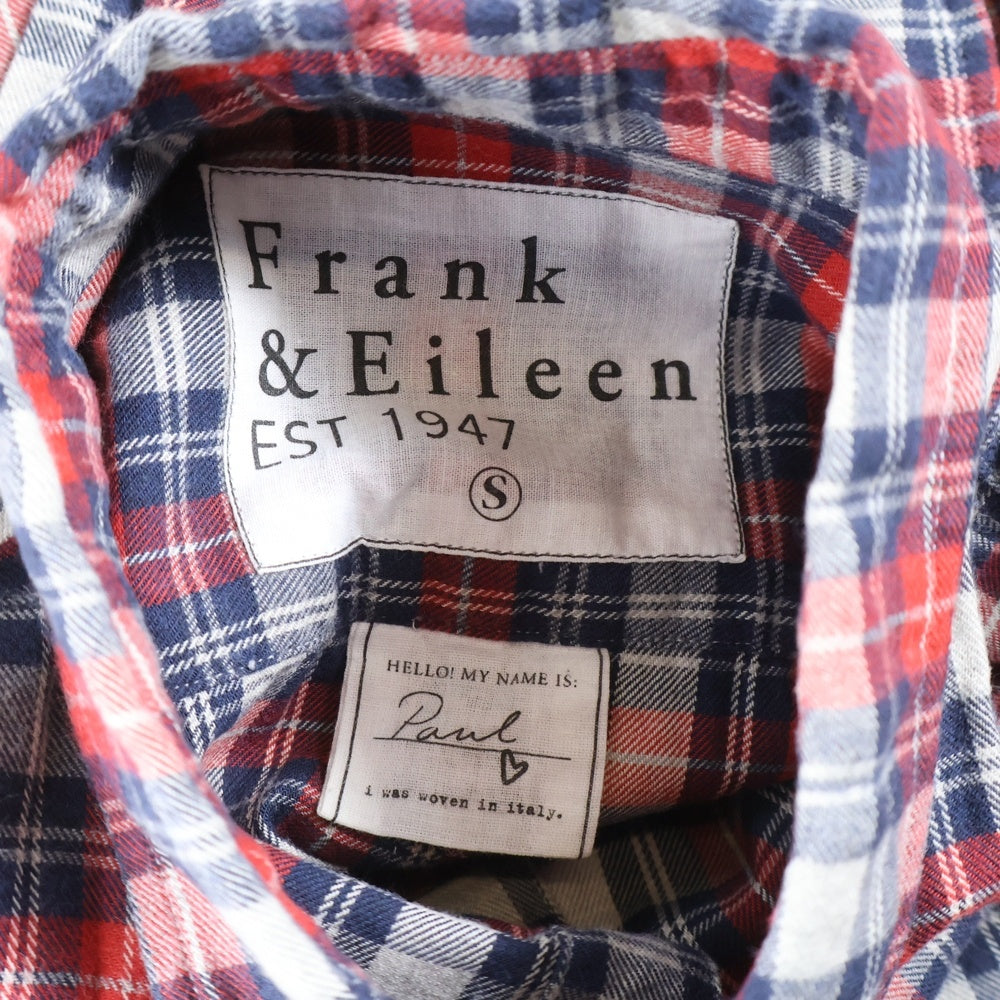 Frank
& Eileen
EST 1947
S
HELLO! MY NAME IS:
Paul
i was woven in italy.